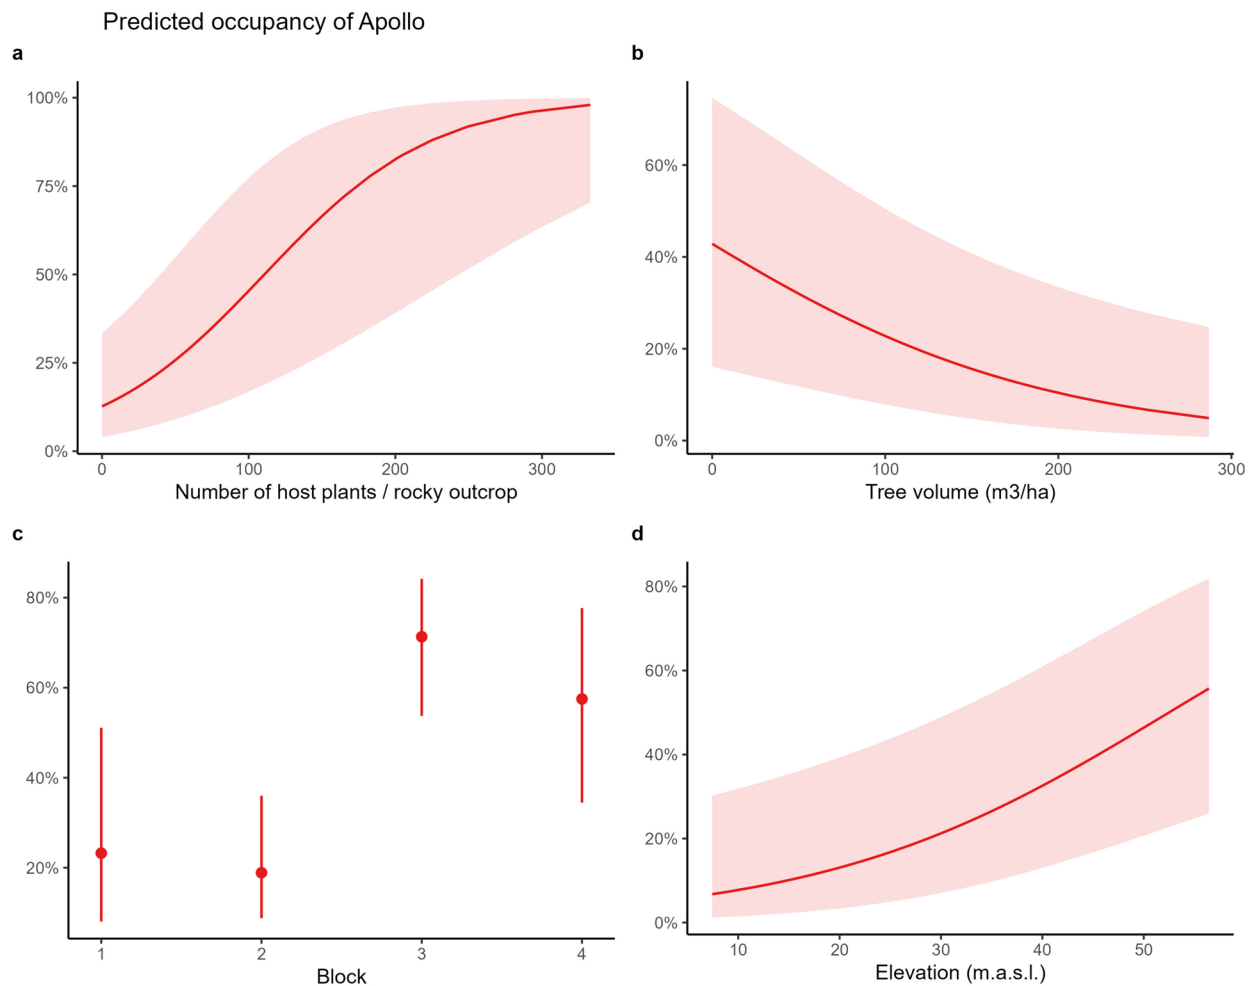 Predicted occupancy of Apollo
a
100%
75%
50%
25%
0%
0 100 200 300
Number of host plants / rocky outcrop
b
60%
40%
20%
0%
0 100 200 300
Tree volume (m3/ha)
c
80%
60%
40%
20%
1 2 3 4
Block
d
80%
60%
40%
20%
0%
10 20 30 40 50
Elevation (m.a.s.l.)